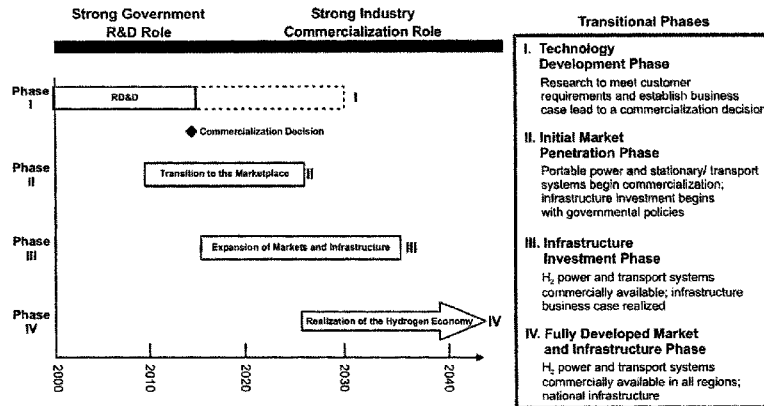 Strong Government
R&D Role
Strong Industry
Commercialization Role
Phase
I
RD&D
I
Commercialization Decision
Phase
II
Transition to the Marketplace
II
Phase
III
Expansion of Markets and Infrastructure
III
Phase
IV
Realization of the Hydrogen Economy
IV
2000
2010
2020
2030
2040
Transitional Phases
I. Technology
Development Phase
Research to meet customer
requirements and establish business
case lead to a commercialization decision
II. Initial Market
Penetration Phase
Portable power and stationary/ transport
systems begin commercialization;
infrastructure investment begins
with governmental policies
III. Infrastructure
Investment Phase
H₂ power and transport systems
commercially available; infrastructure
business case realized
IV. Fully Developed Market
and Infrastructure Phase
H₂ power and transport systems
commercially available in all regions;
national infrastructure